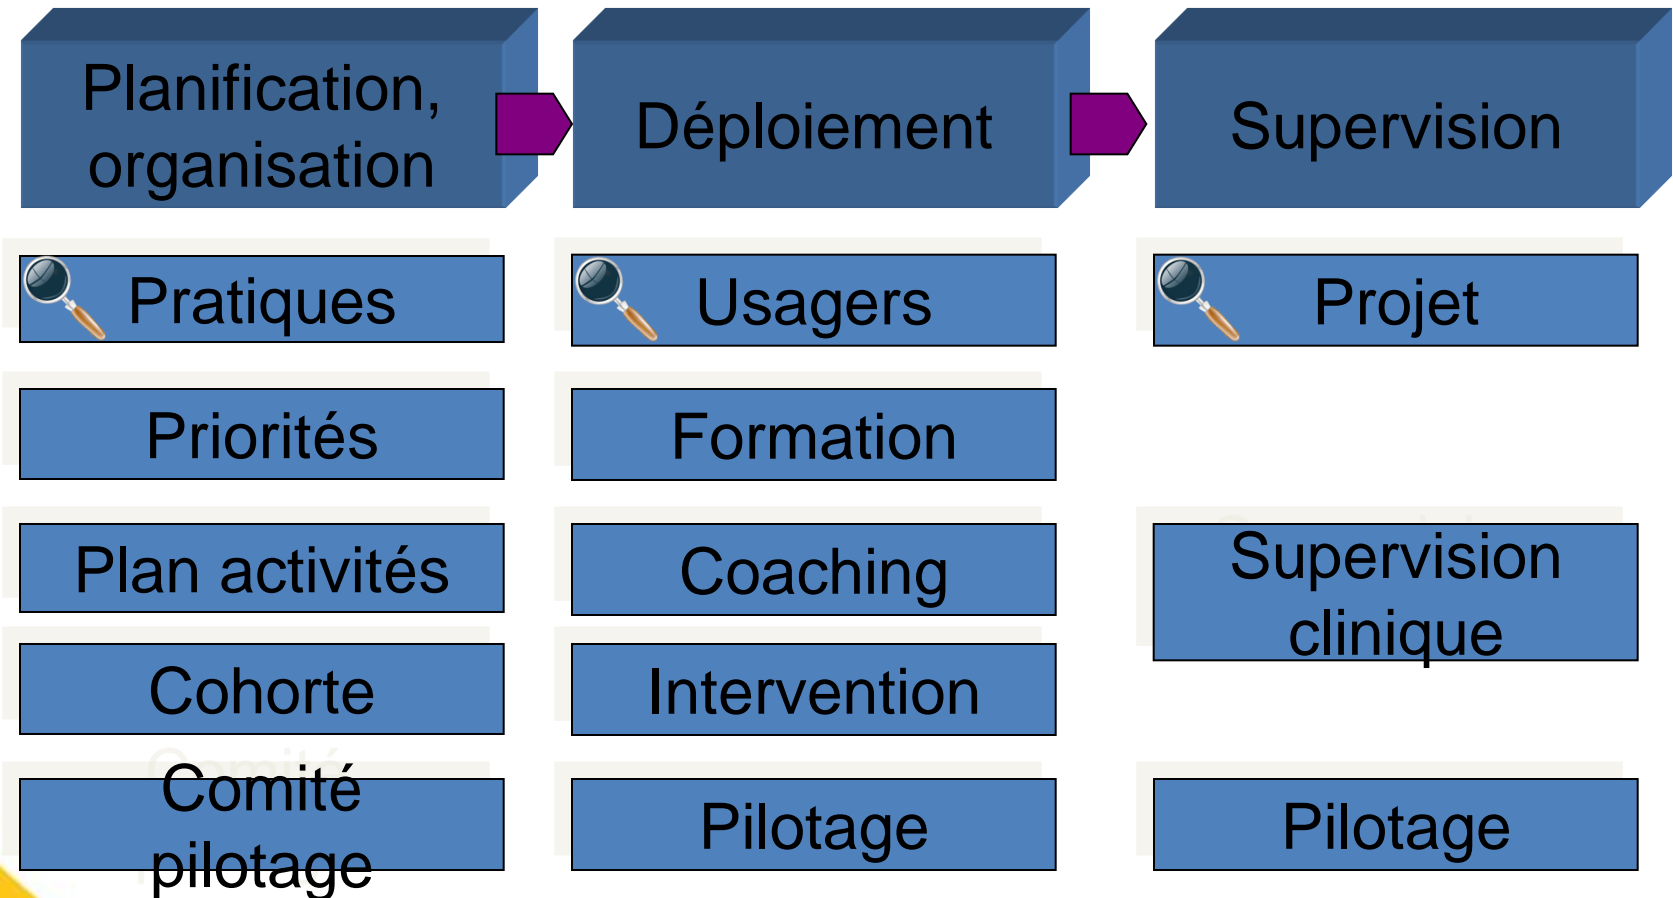 Planification,
organisation
Déploiement
Supervision
Pratiques
Usagers
Projet
Priorités
Formation
Plan activités
Coaching
Supervision
clinique
Cohorte
Intervention
Comité
pilotage
Pilotage
Pilotage